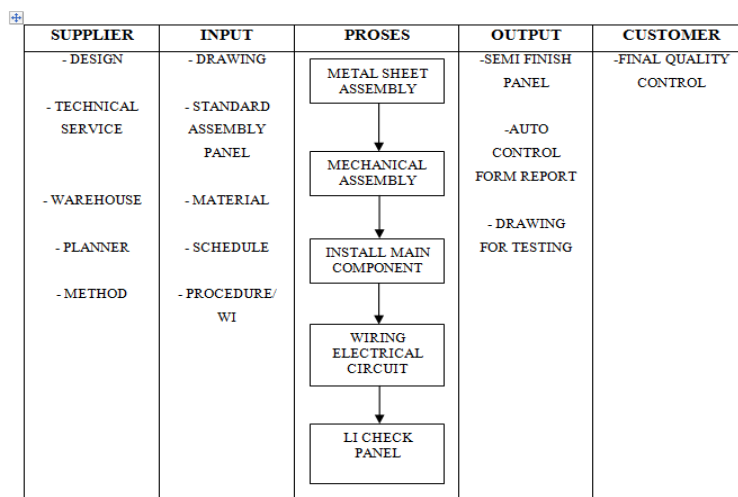 SUPPLIER INPUT PROSES OUTPUT CUSTOMER
- DESIGN
- TECHNICAL
SERVICE
- WAREHOUSE
- PLANNER
- METHOD
- DRAWING
- STANDARD
ASSEMBLY
PANEL
- MATERIAL
- SCHEDULE
- PROCEDURE/
WI
METAL SHEET
ASSEMBLY
MECHANICAL
ASSEMBLY
INSTALL MAIN
COMPONENT
WIRING
ELECTRICAL
CIRCUIT
LI CHECK
PANEL
-SEMI FINISH
PANEL
-AUTO
CONTROL
FORM REPORT
- DRAWING
FOR TESTING
-FINAL QUALITY
CONTROL